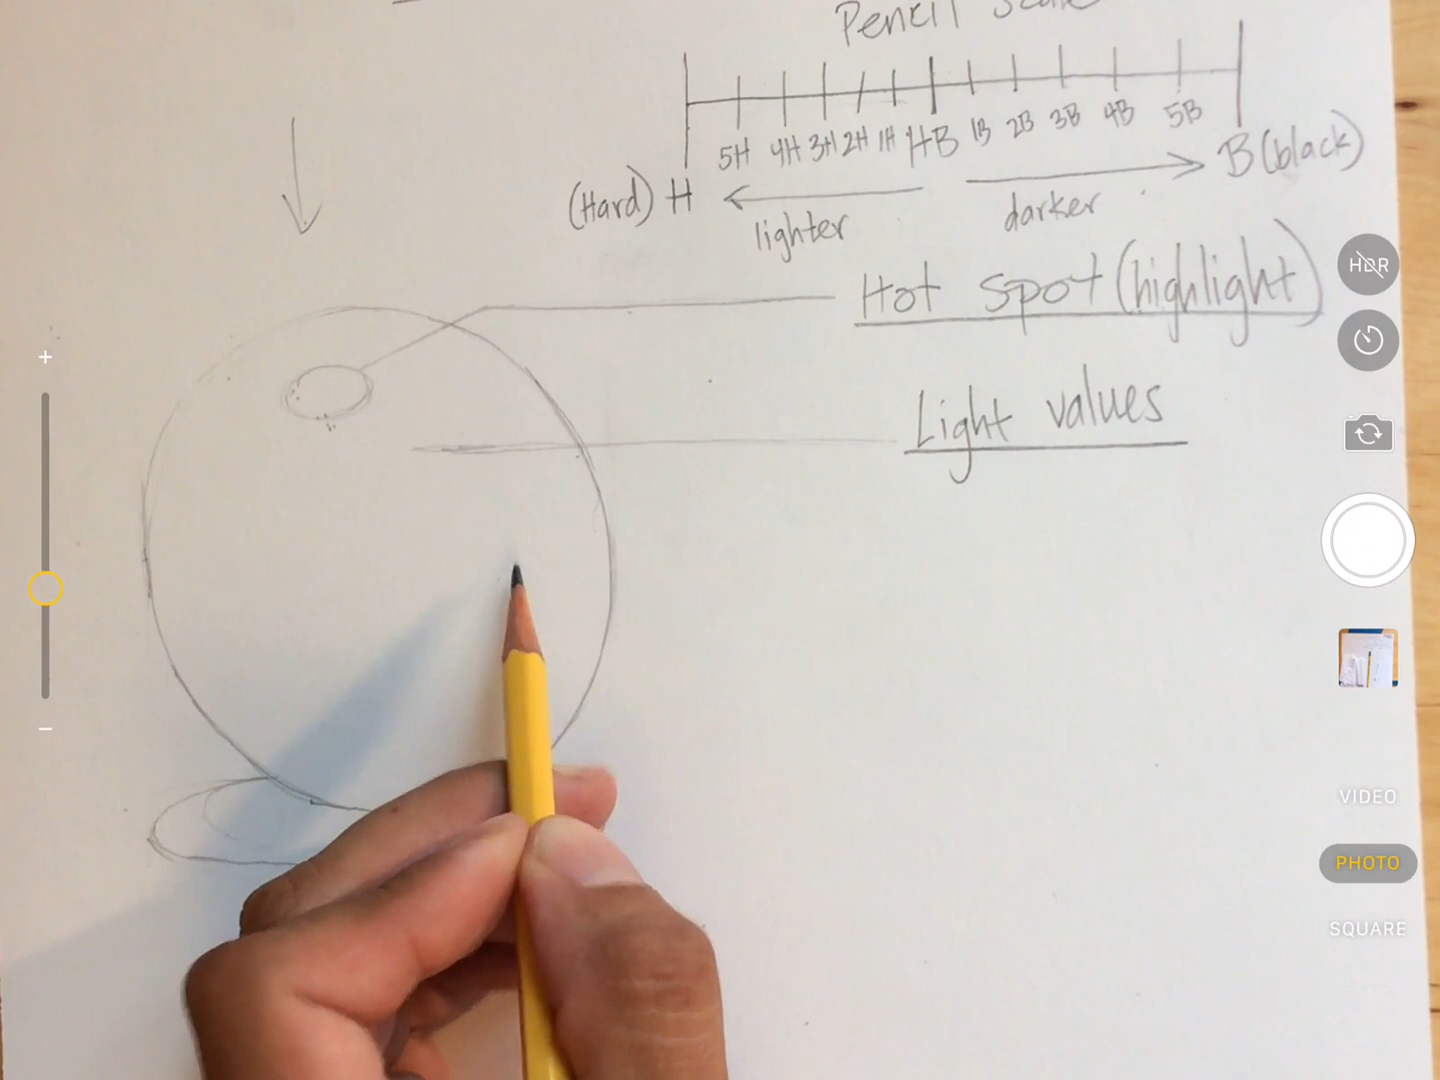 Pencil Scale
5H 4H 3H 2H 1H HB 1B 2B 3B 4B 5B
(Hard) H
B (black)
lighter
darker
Hot Spot (highlight)
Light values
HDR
VIDEO
PHOTO
SQUARE